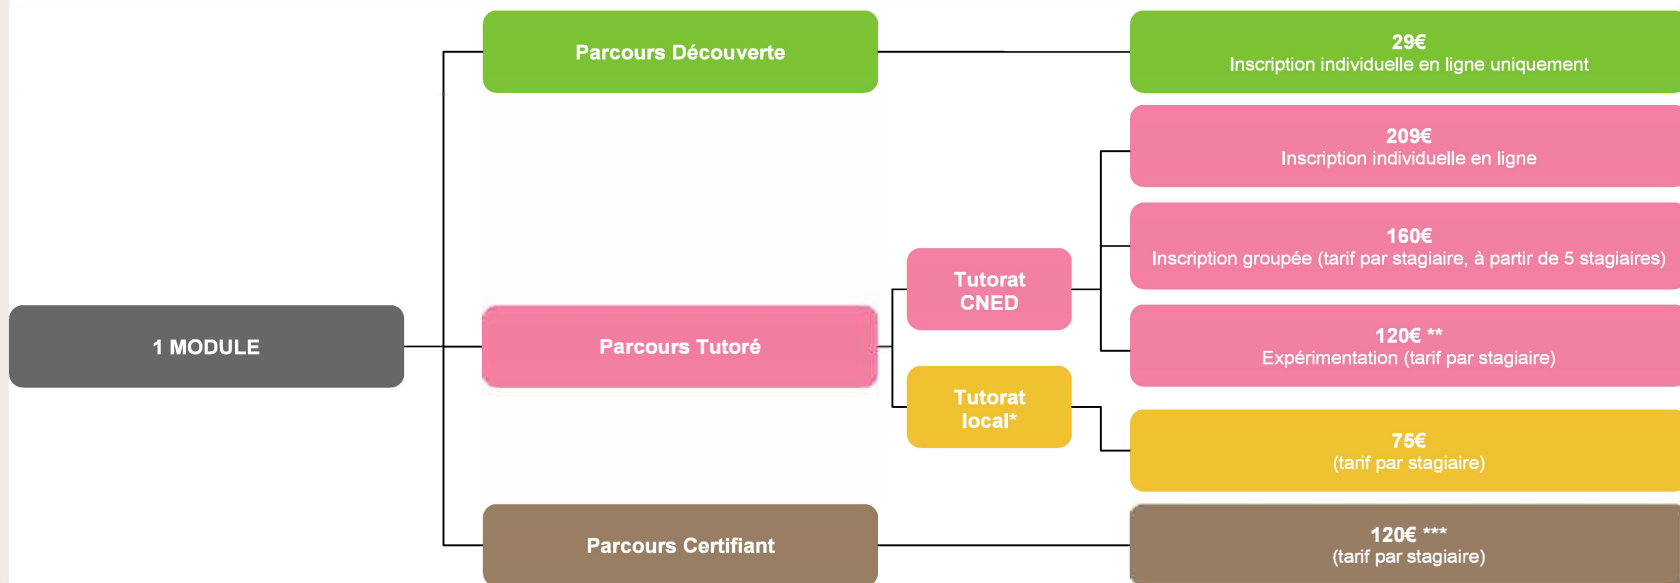 Parcours Découverte
29€
Inscription individuelle en ligne uniquement
209€
Inscription individuelle en ligne
160€
Inscription groupée (tarif par stagiaire, à partir de 5 stagiaires)
Tutorat
CNED
1 MODULE
Parcours Tutoré
120€ **
Expérimentation (tarif par stagiaire)
Tutorat
local*
75€
(tarif par stagiaire)
Parcours Certifiant
120€ ***
(tarif par stagiaire)